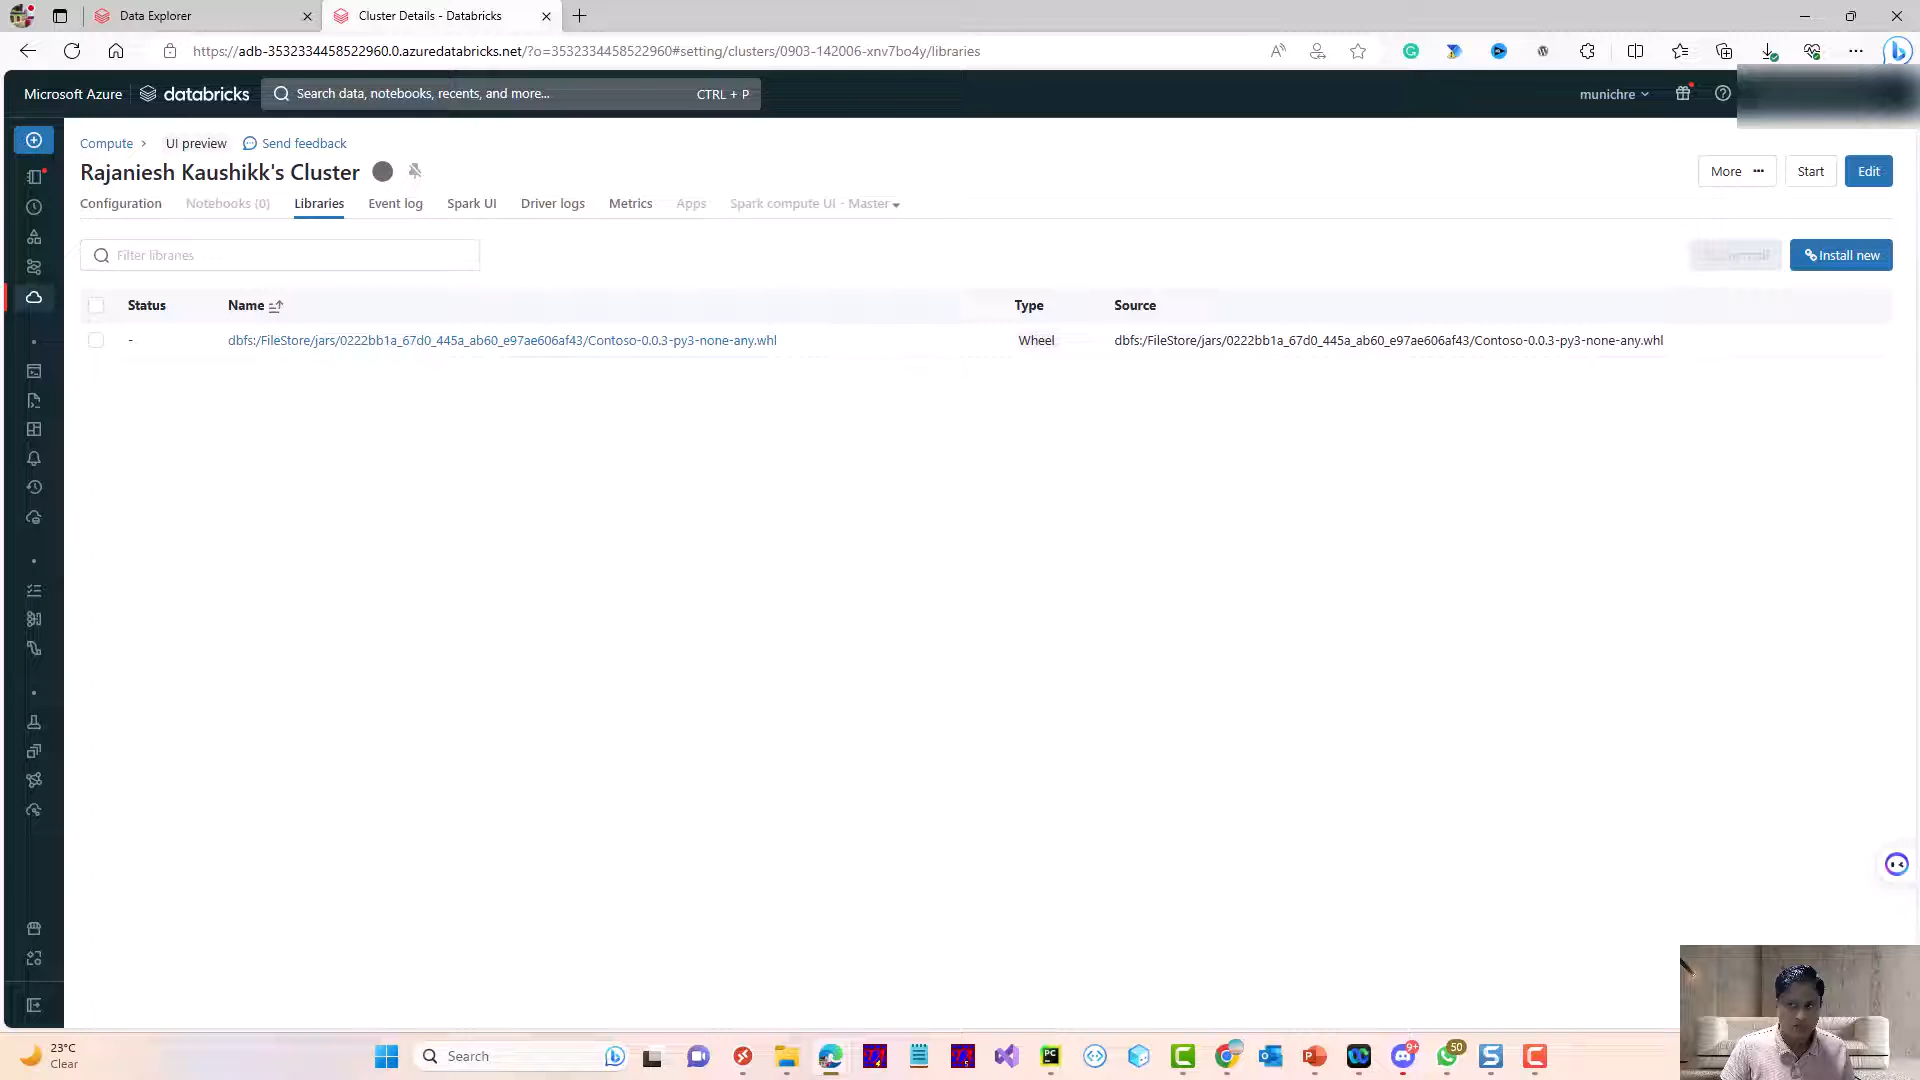 Data Explorer
Cluster Details - Databricks
https://adb-3532334458522960.0.azuredatabricks.net/?o=3532334458522960#setting/clusters/0903-142006-xnv7bo4y/libraries
Microsoft Azure databricks Search data, notebooks, recents, and more... CTRL + P munichre
Compute > UI preview Send feedback
Rajaniesh Kaushikk's Cluster More Start Edit
Configuration Notebooks (0) Libraries Event log Spark UI Driver logs Metrics Apps Spark compute UI - Master
Filter libraries Install new
Status Name Type Source
- dbfs:/FileStore/jars/0222bb1a_67d0_445a_ab60_e97ae606af43/Contoso-0.0.3-py3-none-any.whl Wheel dbfs:/FileStore/jars/0222bb1a_67d0_445a_ab60_e97ae606af43/Contoso-0.0.3-py3-none-any.whl
23°C
Clear
Search
9+
50